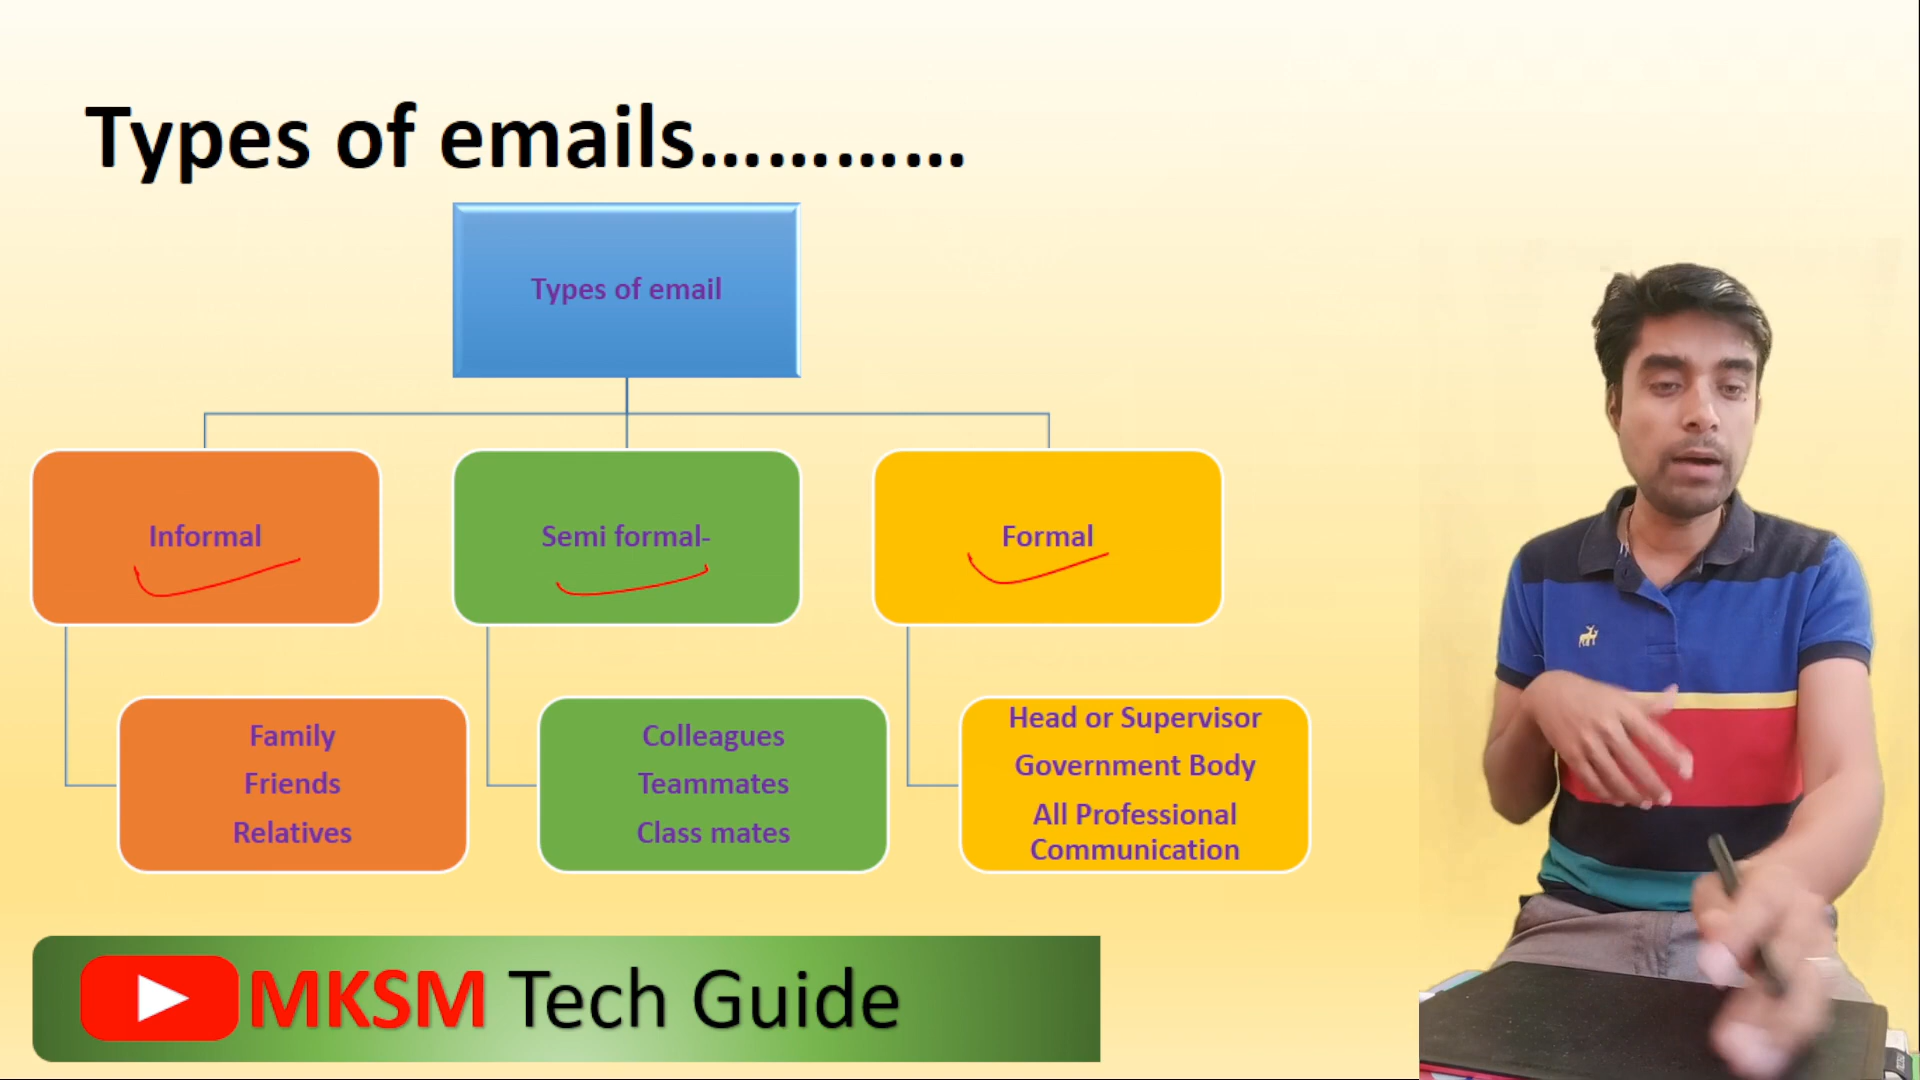 Types of emails............
Types of email
Informal
Semi formal-
Formal
Family
Friends
Relatives
Colleagues
Teammates
Class mates
Head or Supervisor
Government Body
All Professional
Communication
MKSM Tech Guide